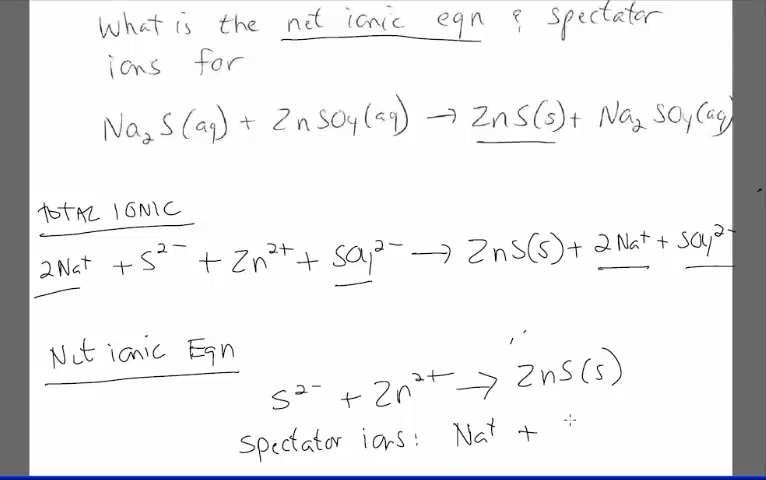 What is the net ionic eqn & spectator
ions for
Na₂S(aq) + ZnSO₄(aq) → ZnS(s) + Na₂SO₄(aq)
TOTAL IONIC
2Na⁺ + S²⁻ + Zn²⁺ + SO₄²⁻ → ZnS(s) + 2Na⁺ + SO₄²⁻
Net ionic Eqn
S²⁻ + Zn²⁺ → ZnS(s)
Spectator ions: Na⁺ +